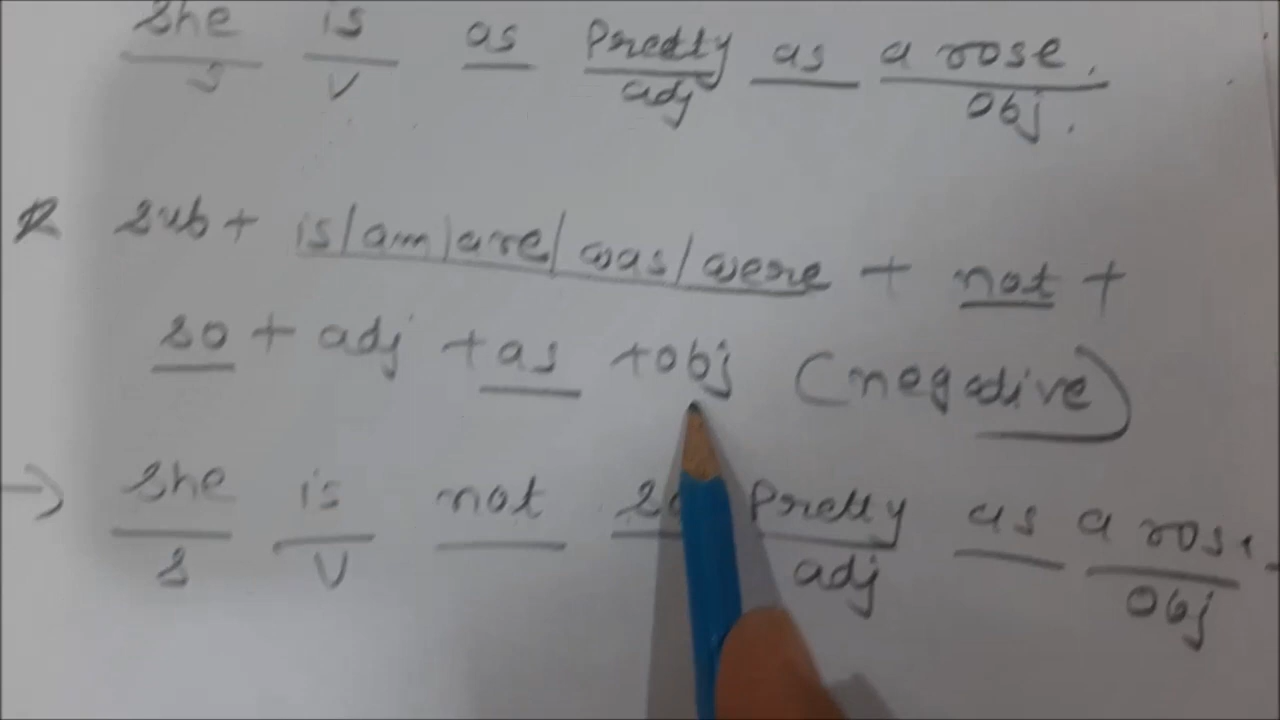 She is as Pretty as a rose.
S V adj obj.
☆ Sub + is/am/are/was/were + not +
so + adj + as + obj (negative)
→ She is not so Pretty as a rose
S V adj obj